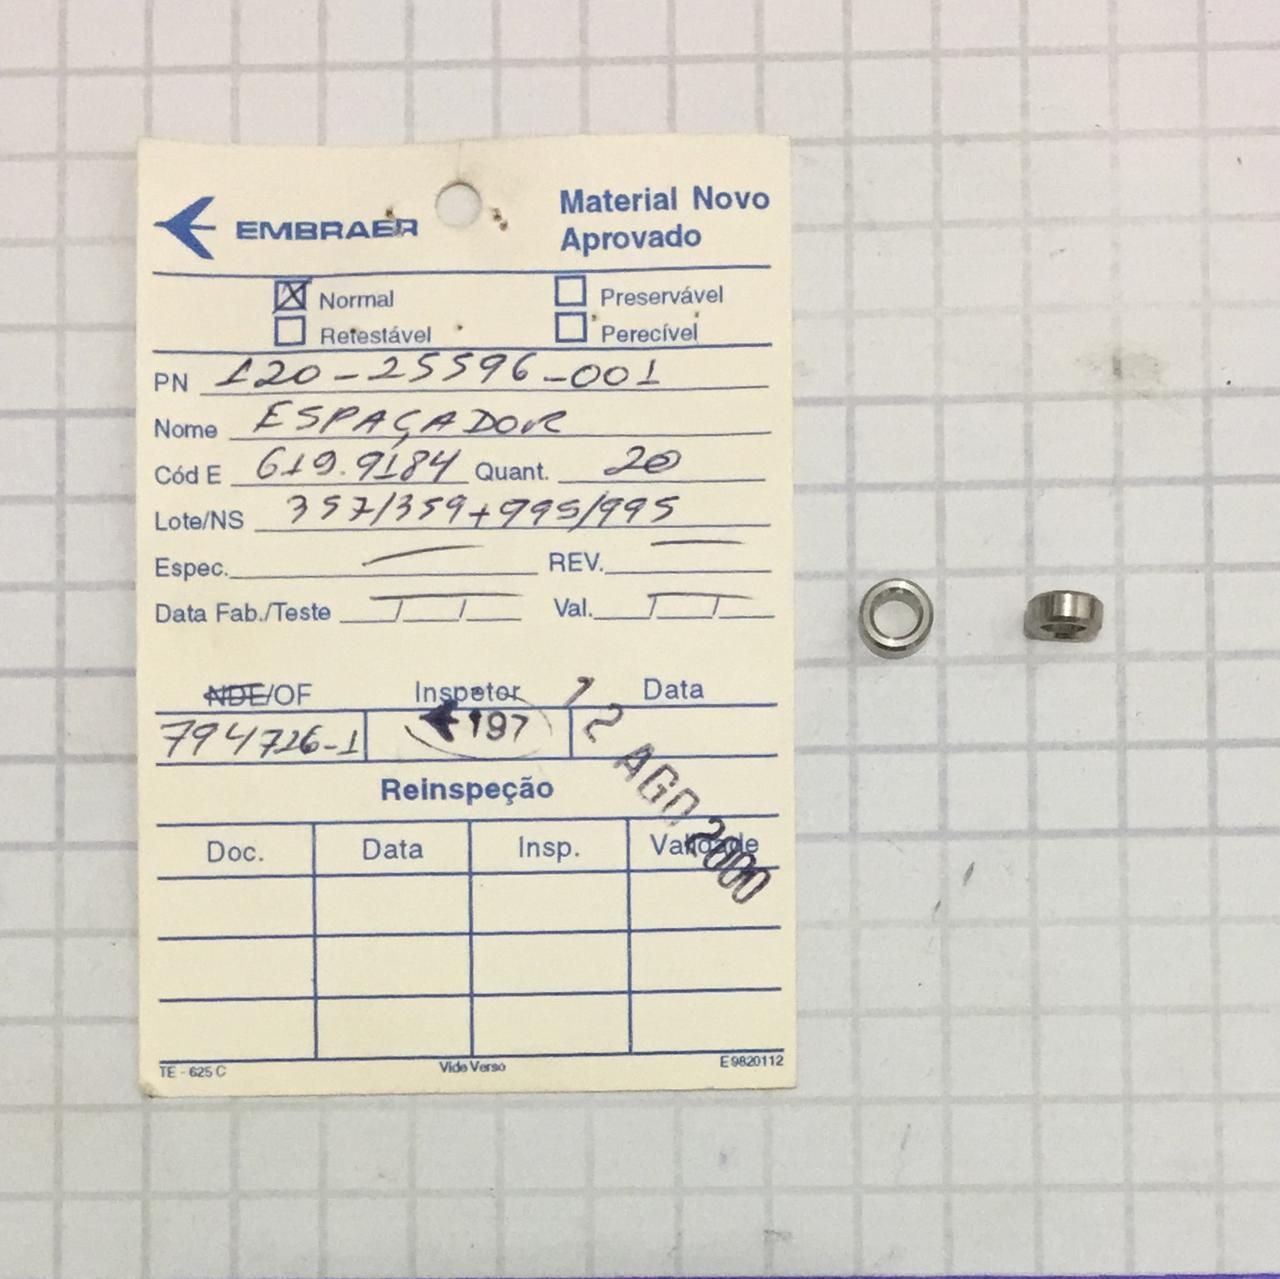 EMBRAER
Material Novo
Aprovado
Normal
Preservável
Retestável
Perecível
PN 120-25596-001
Nome ESPAÇADOR
Cód E 619.9184 Quant. 20
Lote/NS 357/359+995/995
Espec. REV.
Data Fab./Teste Val.
NDE/OF Inspetor Data
794726-1 197 12 AGO 2000
Reinspeção
Doc. Data Insp. Validade
TE - 625 C Vide Verso E9820112